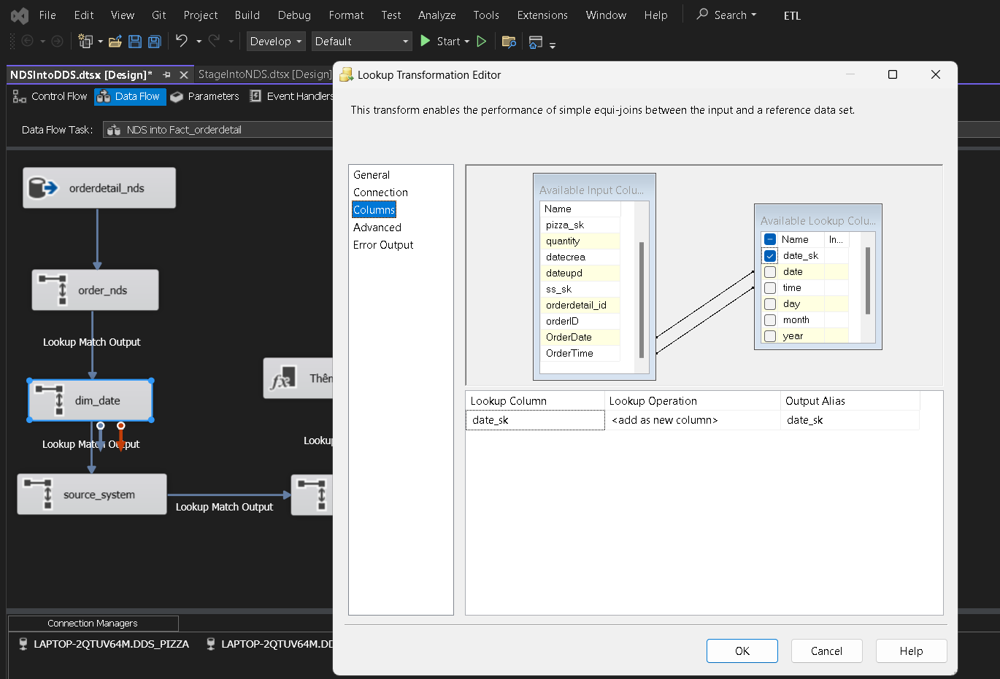 File Edit View Git Project Build Debug Format Test Analyze Tools Extensions Window Help Search ETL
Develop Default Start
NDSIntoDDS.dtsx [Design]* StageIntoNDS.dtsx [Design]
Control Flow Data Flow Parameters Event Handlers
Data Flow Task: NDS into Fact_orderdetail
orderdetail_nds
order_nds
Lookup Match Output
dim_date
Lookup Match Output
source_system
Lookup Match Output
Thêm
Lookup
Connection Managers
LAPTOP-2QTUV64M.DDS_PIZZA LAPTOP-2QTUV64M.DD
Lookup Transformation Editor
This transform enables the performance of simple equi-joins between the input and a reference data set.
General
Connection
Columns
Advanced
Error Output
Available Input Colu...
Name
pizza_sk
quantity
datecrea
dateupd
ss_sk
orderdetail_id
orderID
OrderDate
OrderTime
Available Lookup Colu...
Name In...
date_sk
date
time
day
month
year
Lookup Column Lookup Operation Output Alias
date_sk <add as new column> date_sk
OK Cancel Help